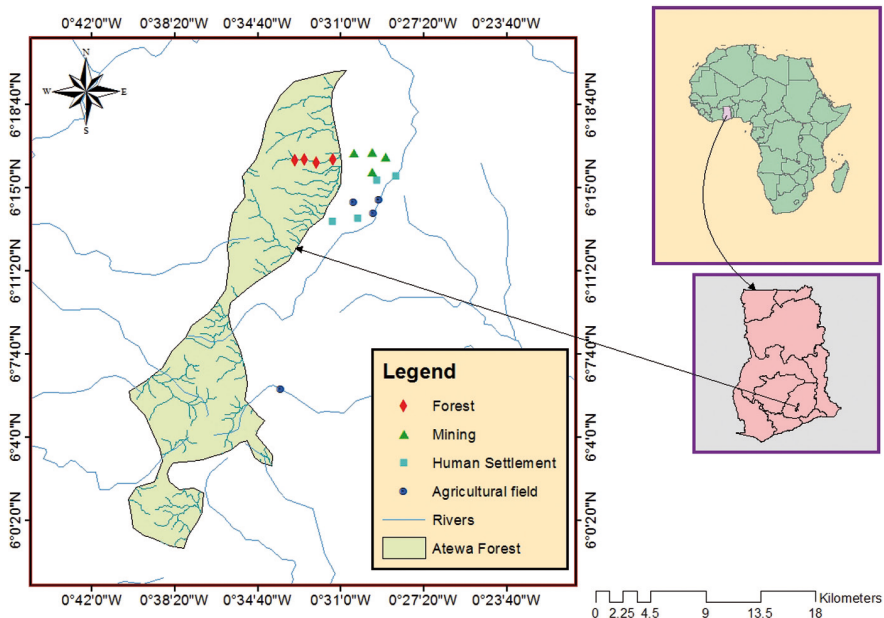 0°42'0"W 0°38'20"W 0°34'40"W 0°31'0"W 0°27'20"W 0°23'40"W
N
W E
S
6°18'40"N 6°18'40"N
6°15'0"N 6°15'0"N
6°11'20"N 6°11'20"N
6°7'40"N 6°7'40"N
6°4'0"N 6°4'0"N
6°0'20"N 6°0'20"N
Legend
Forest
Mining
Human Settlement
Agricultural field
Rivers
Atewa Forest
0°42'0"W 0°38'20"W 0°34'40"W 0°31'0"W 0°27'20"W 0°23'40"W
Kilometers
0 2.25 4.5 9 13.5 18